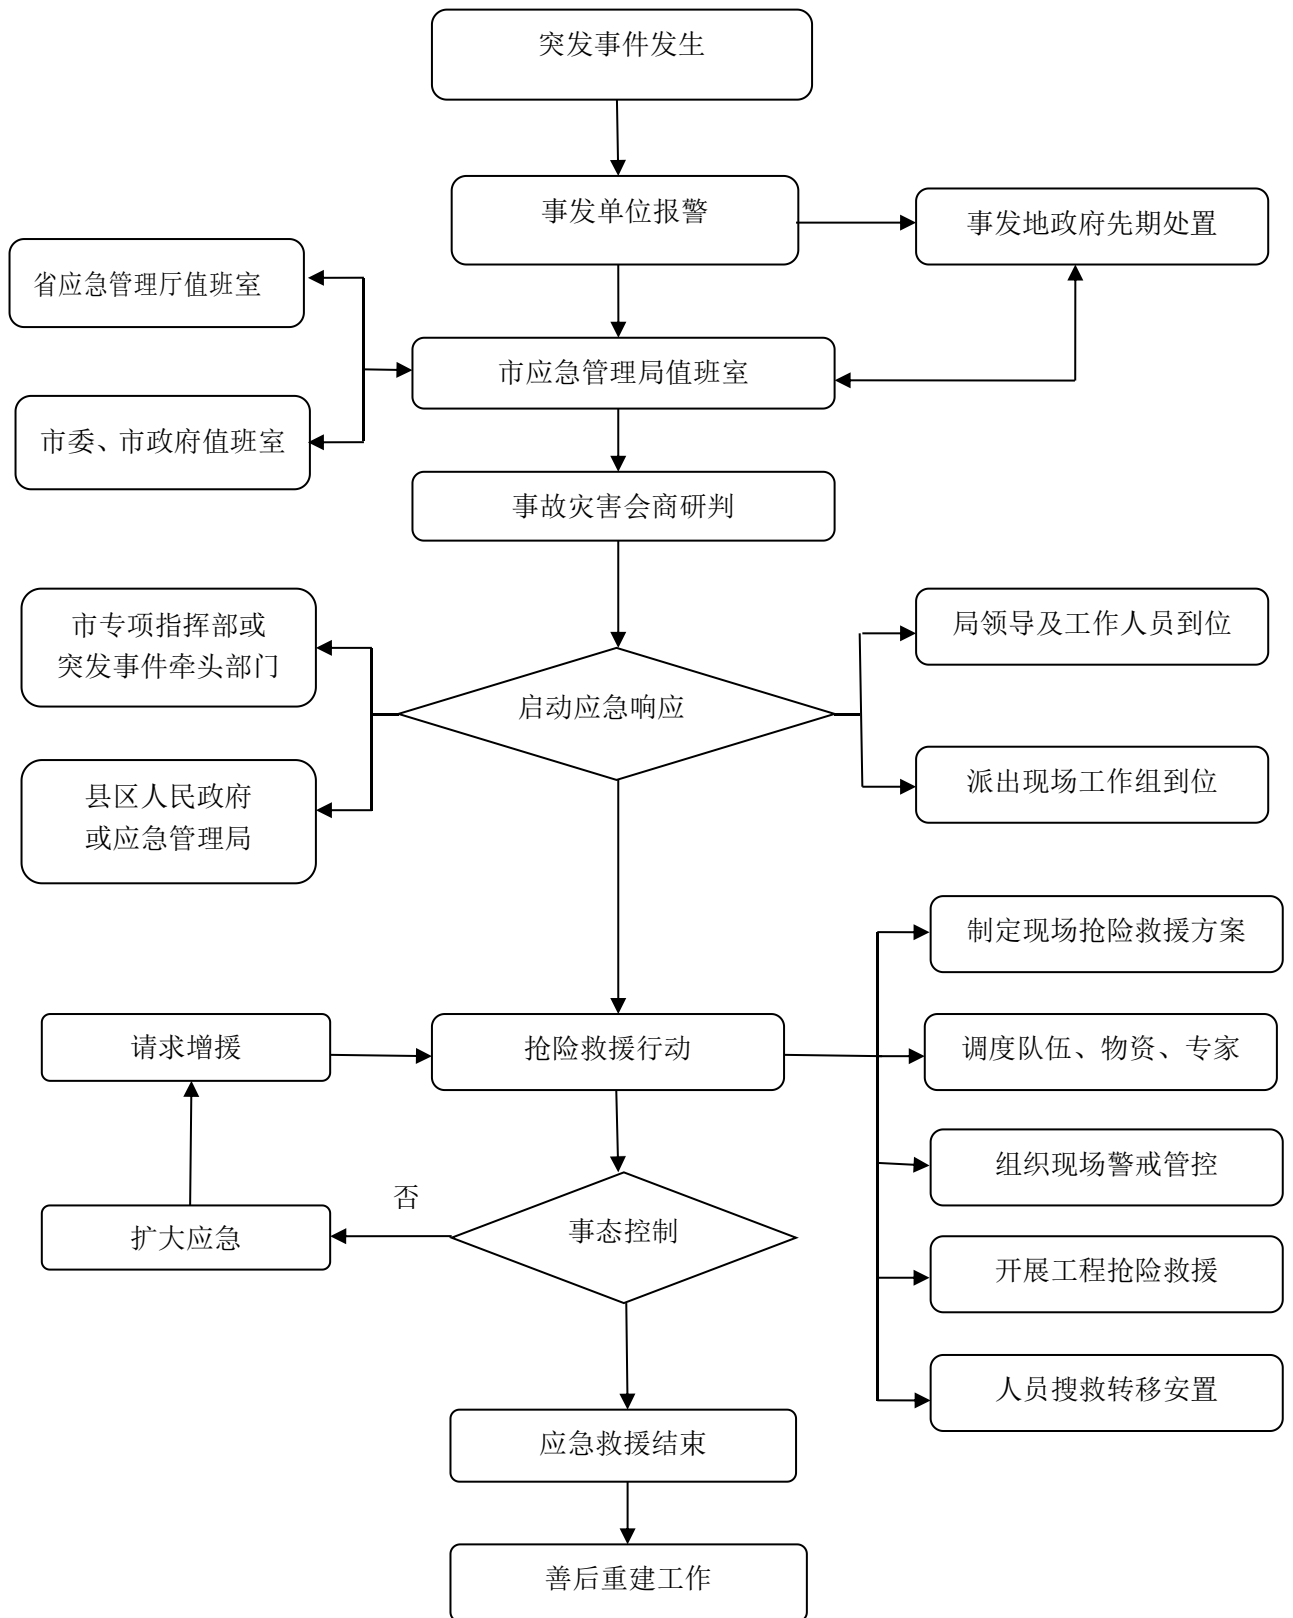 突发事件发生
事发单位报警
事发地政府先期处置
省应急管理厅值班室
市应急管理局值班室
市委、市政府值班室
事故灾害会商研判
市专项指挥部或
突发事件牵头部门
局领导及工作人员到位
启动应急响应
派出现场工作组到位
县区人民政府
或应急管理局
制定现场抢险救援方案
请求增援
抢险救援行动
调度队伍、物资、专家
组织现场警戒管控
否
扩大应急
事态控制
开展工程抢险救援
人员搜救转移安置
应急救援结束
善后重建工作